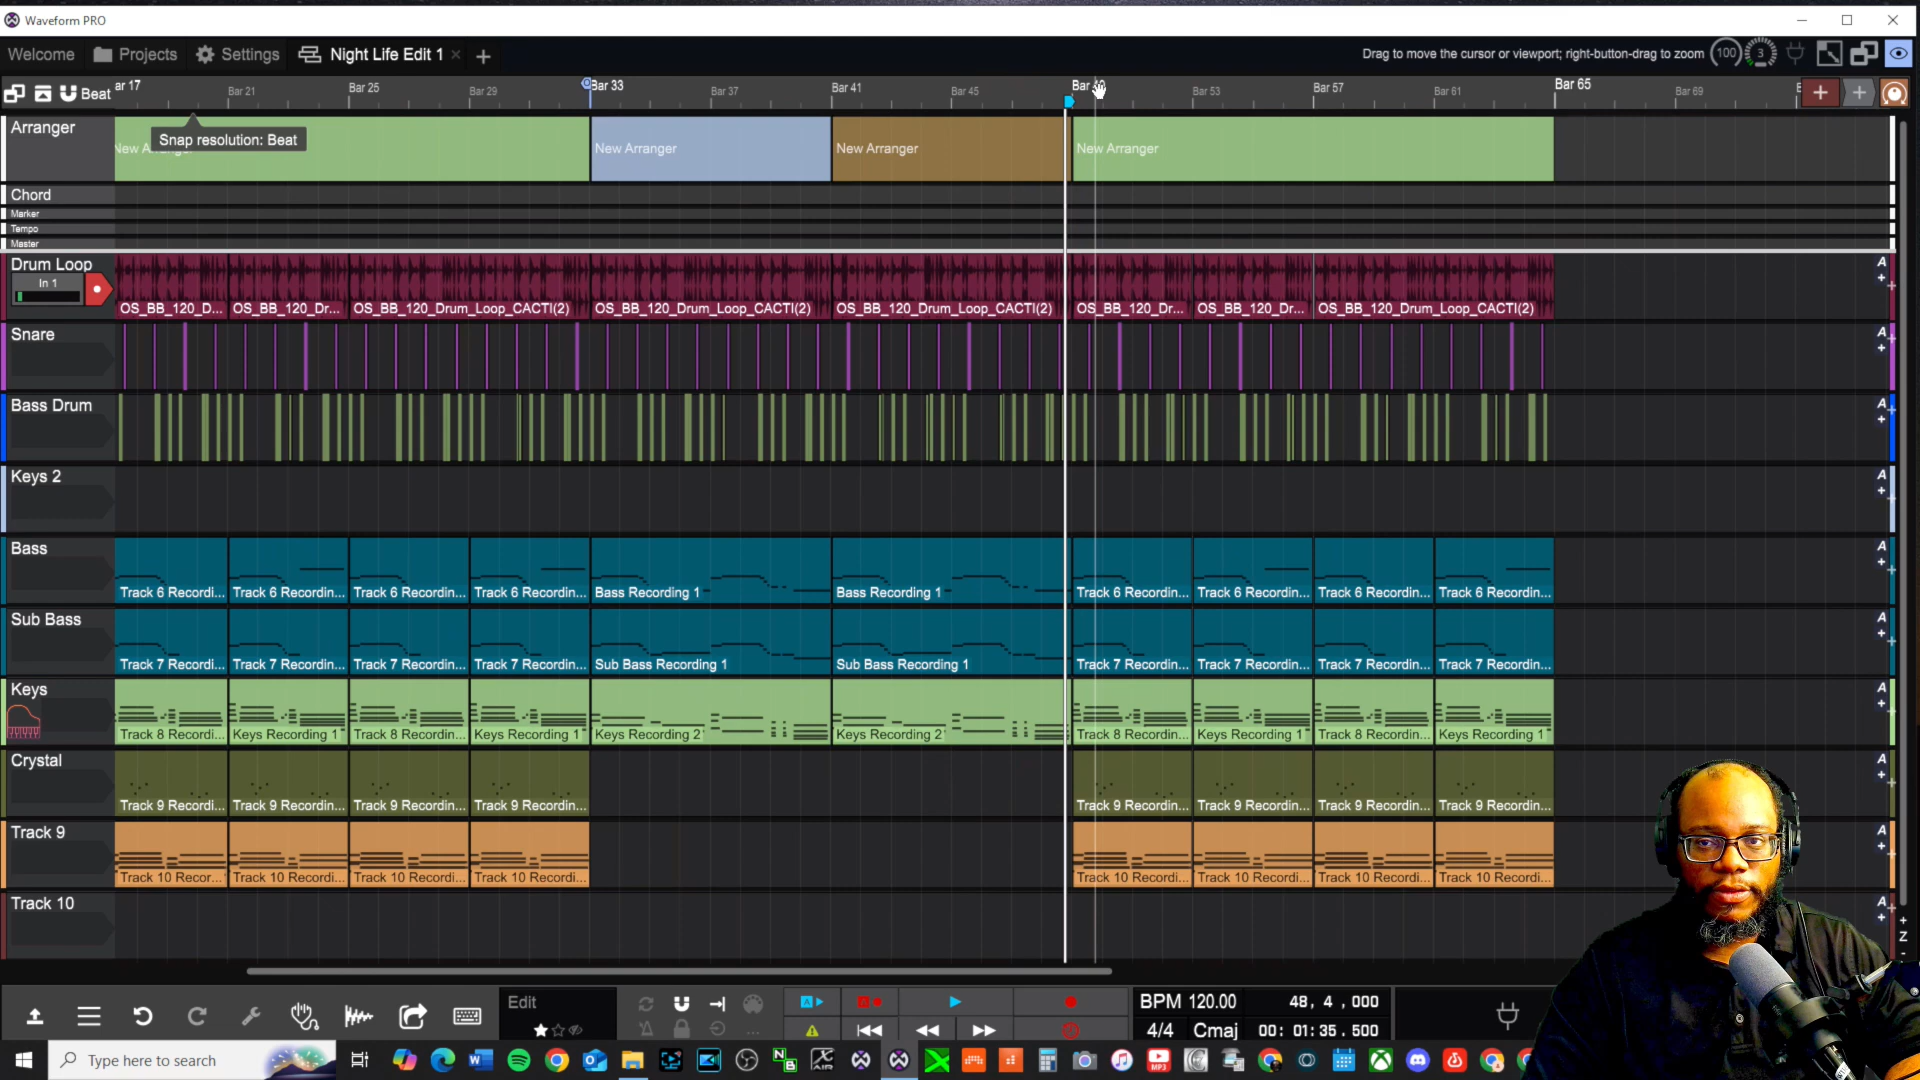 Waveform PRO
Welcome Projects Settings Night Life Edit 1
Drag to move the cursor or viewport; right-button-drag to zoom 100 3
Beat
ar 17 Bar 21 Bar 25 Bar 29 Bar 33 Bar 37 Bar 41 Bar 45 Bar Bar 53 Bar 57 Bar 61 Bar 65 Bar 69
Arranger
Snap resolution: Beat
New New Arranger New Arranger New Arranger
Chord
Marker
Tempo
Master
Drum Loop
In 1
OS_BB_120_D... OS_BB_120_Dr... OS_BB_120_Drum_Loop_CACTI(2) OS_BB_120_Drum_Loop_CACTI(2) OS_BB_120_Drum_Loop_CACTI(2) OS_BB_120_Dr... OS_BB_120_Dr... OS_BB_120_Drum_Loop_CACTI(2)
A
Snare
A
Bass Drum
A
Keys 2
A
Bass
A
Track 6 Recordi... Track 6 Recordin... Track 6 Recordin... Track 6 Recordin... Bass Recording 1 Bass Recording 1 Track 6 Recordin... Track 6 Recordin... Track 6 Recordin... Track 6 Recordin...
Sub Bass
A
Track 7 Recordi... Track 7 Recordin... Track 7 Recordin... Track 7 Recordin... Sub Bass Recording 1 Sub Bass Recording 1 Track 7 Recordin... Track 7 Recordin... Track 7 Recordin... Track 7 Recordin...
Keys
A
Track 8 Recordi... Keys Recording 1 Track 8 Recordi... Keys Recording 1 Keys Recording 2 Keys Recording 2 Track 8 Recordi... Keys Recording 1 Track 8 Recordi... Keys Recording 1
Crystal
A
Track 9 Recordi... Track 9 Recordin... Track 9 Recordin... Track 9 Recordin... Track 9 Recordin... Track 9 Recordin... Track 9 Recordin... Track 9 Recordin...
Track 9
A
Track 10 Recor... Track 10 Recordi... Track 10 Recordi... Track 10 Recordi... Track 10 Recordi... Track 10 Recordi... Track 10 Recordi... Track 10 Recordi...
Track 10
A
Z
Edit
A A
BPM 120.00 48, 4 , 000
4/4 Cmaj 00: 01: 35. 500
Type here to search
MP3